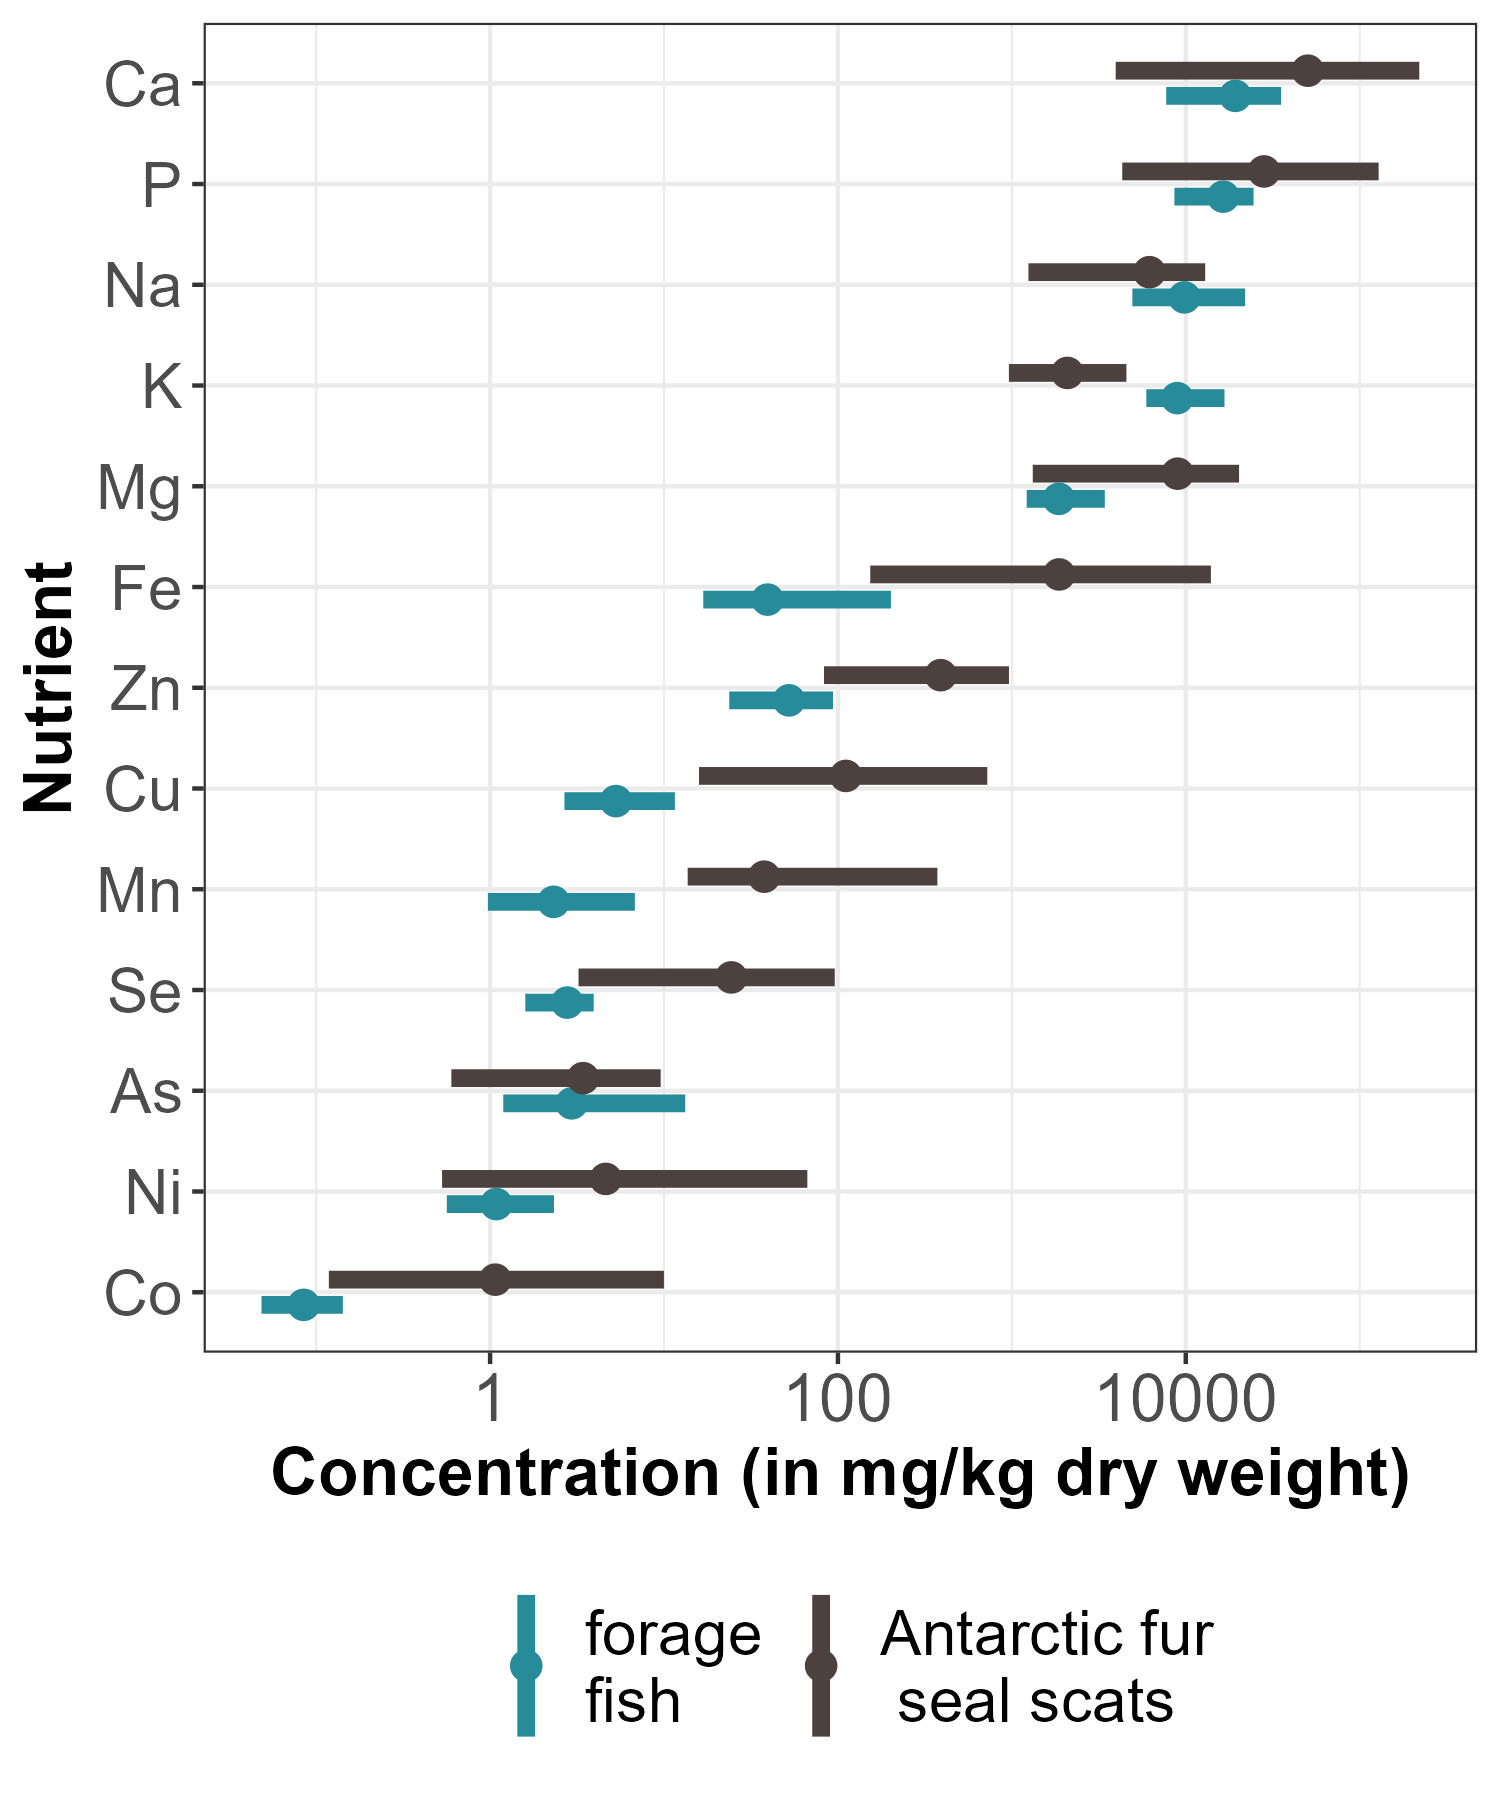 Ca
P
Na
K
Mg
Fe
Zn
Cu
Mn
Se
As
Ni
Co
Nutrient
1 100 10000
Concentration (in mg/kg dry weight)
forage
fish
Antarctic fur
seal scats